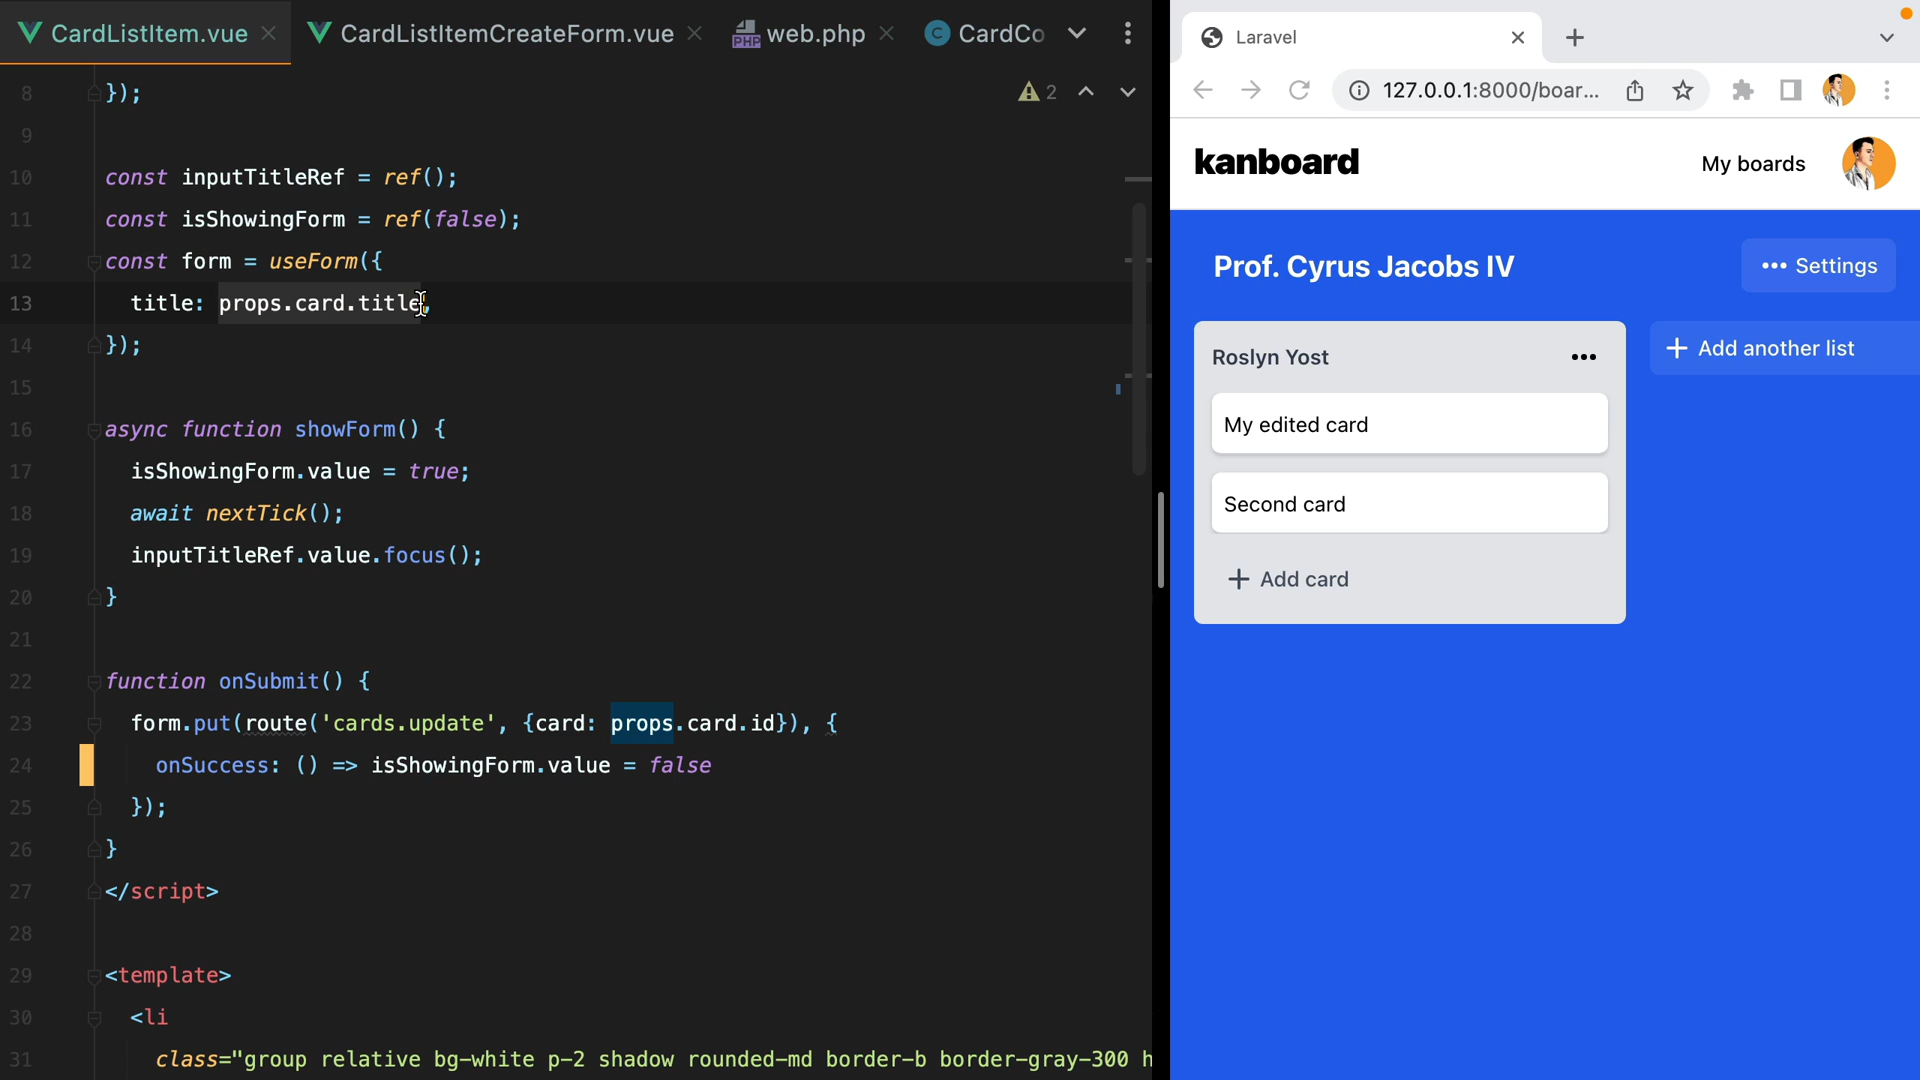 CardListItem.vue
CardListItemCreateForm.vue
web.php
CardCo
8 });
2
9
10 const inputTitleRef = ref();
11 const isShowingForm = ref(false);
12 const form = useForm({
13 title: props.card.title,
14 });
15
16 async function showForm() {
17 isShowingForm.value = true;
18 await nextTick();
19 inputTitleRef.value.focus();
20 }
21
22 function onSubmit() {
23 form.put(route('cards.update', {card: props.card.id}), {
24 onSuccess: () => isShowingForm.value = false
25 });
26 }
27 </script>
28
29 <template>
30 <li
31 class="group relative bg-white p-2 shadow rounded-md border-b border-gray-300 h
Laravel
127.0.0.1:8000/boar...
kanboard
My boards
Prof. Cyrus Jacobs IV
Settings
Roslyn Yost
Add another list
My edited card
Second card
Add card